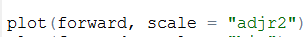 plot(forward, scale = "adjr2")